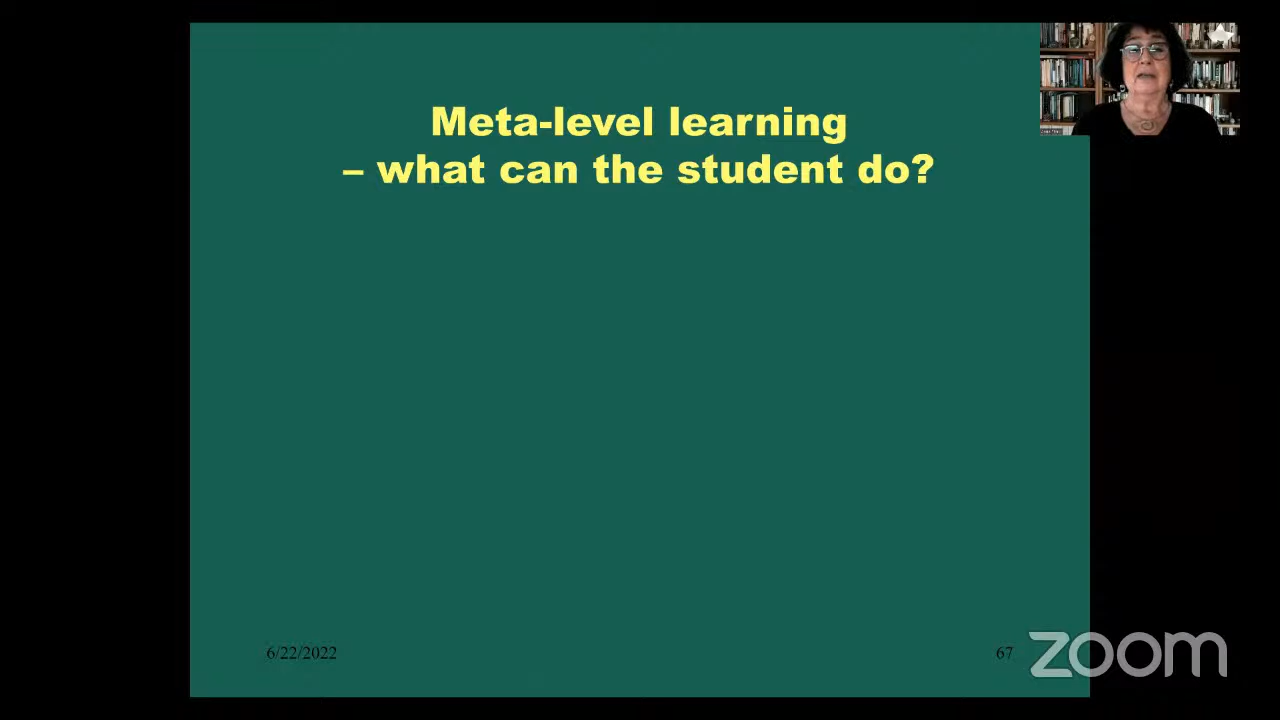 Meta-level learning
– what can the student do?
6/22/2022
67
zoom